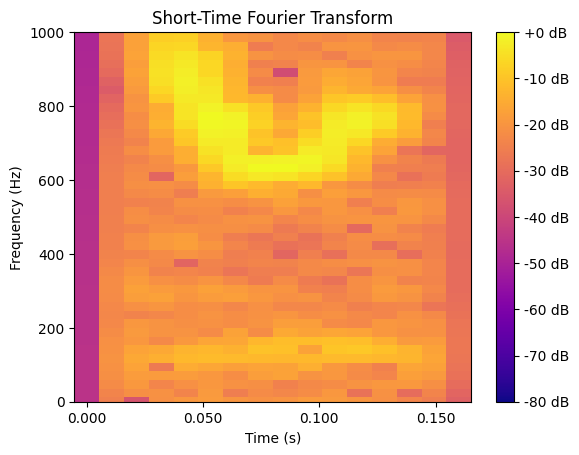 Short-Time Fourier Transform
1000
800
600
400
200
0
Frequency (Hz)
0.000
0.050
0.100
0.150
Time (s)
+0 dB
-10 dB
-20 dB
-30 dB
-40 dB
-50 dB
-60 dB
-70 dB
-80 dB